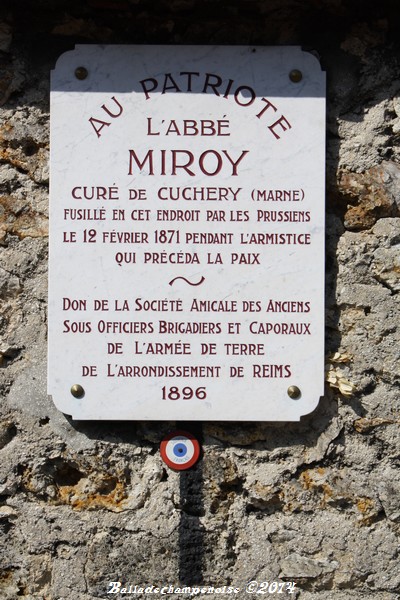 AU PATRIOTE
L'ABBÉ
MIROY
CURÉ DE CUCHERY (MARNE)
FUSILLÉ EN CET ENDROIT PAR LES PRUSSIENS
LE 12 FÉVRIER 1871 PENDANT L'ARMISTICE
QUI PRÉCÉDA LA PAIX
DON DE LA SOCIÉTÉ AMICALE DES ANCIENS
SOUS OFFICIERS BRIGADIERS ET CAPORAUX
DE L'ARMÉE DE TERRE
DE L'ARRONDISSEMENT DE REIMS
1896
Balladechampenoise ©2014